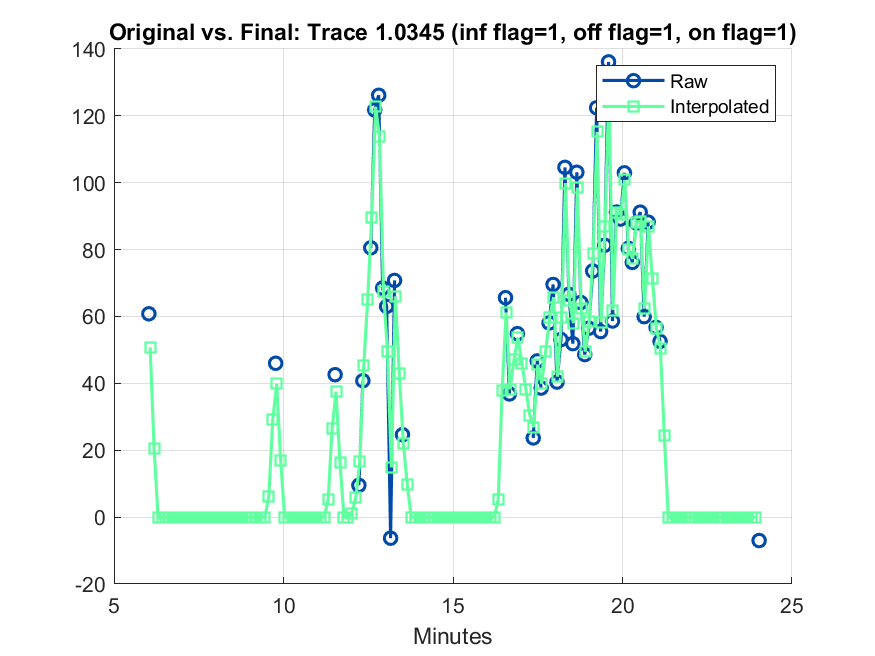 Original vs. Final: Trace 1.0345 (inf flag=1, off flag=1, on flag=1)
140
120
100
80
60
40
20
0
-20
5 10 15 20 25
Minutes
Raw
Interpolated